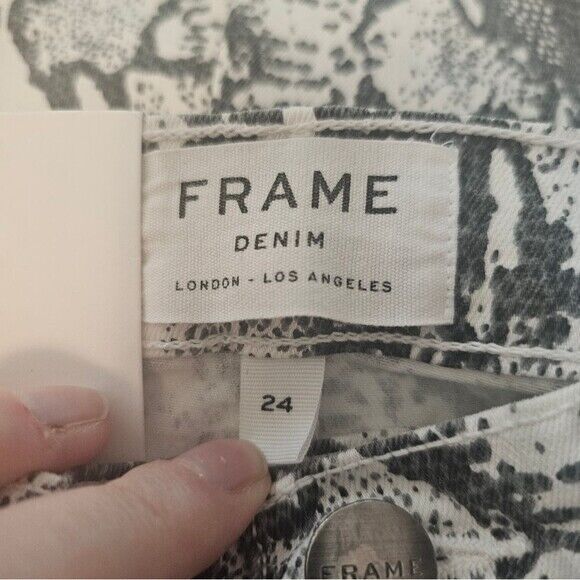 FRAME
DENIM
LONDON - LOS ANGELES
24
FRAME